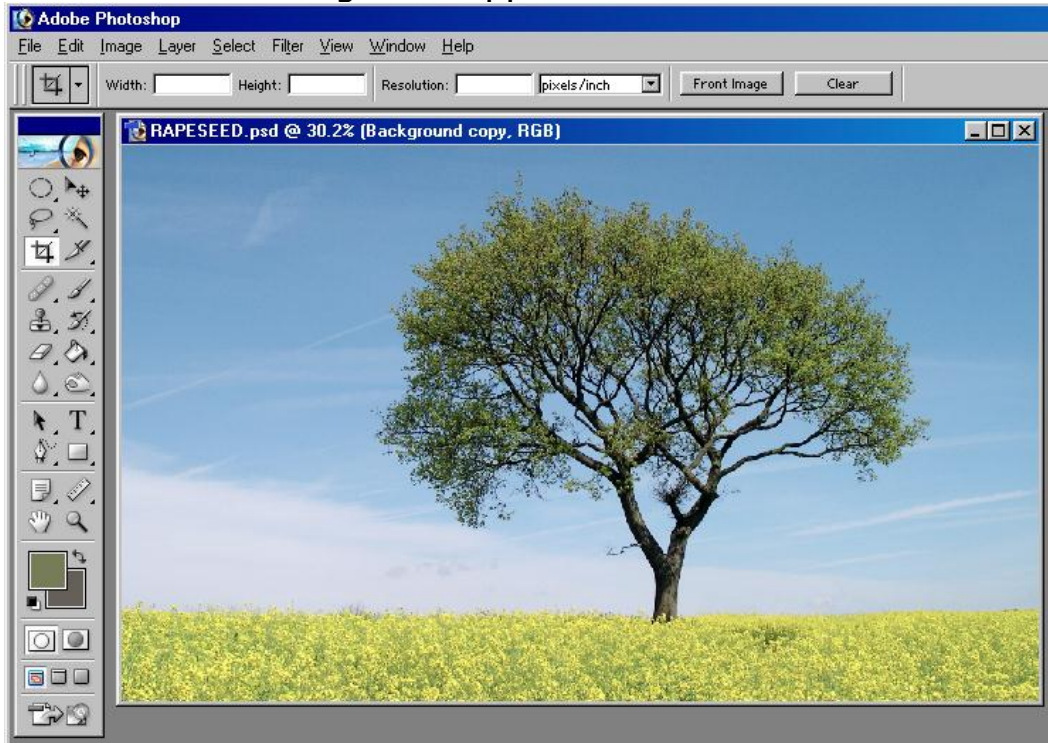 Adobe Photoshop
File Edit Image Layer Select Filter View Window Help
Width: Height: Resolution: pixels/inch Front Image Clear
RAPESEED.psd @ 30.2% (Background copy, RGB)
T